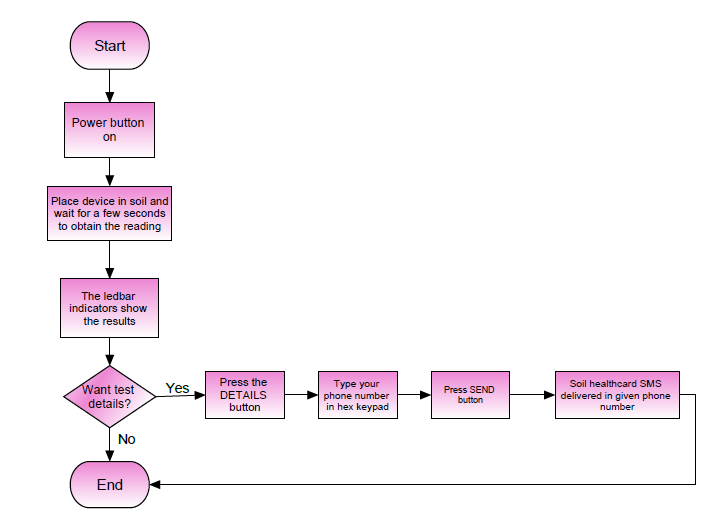 Start
Power button
on
Place device in soil and
wait for a few seconds
to obtain the reading
The ledbar
indicators show
the results
Want test
details?
Yes
Press the
DETAILS
button
Type your
phone number
in hex keypad
Press SEND
button
Soil healthcard SMS
delivered in given phone
number
No
End